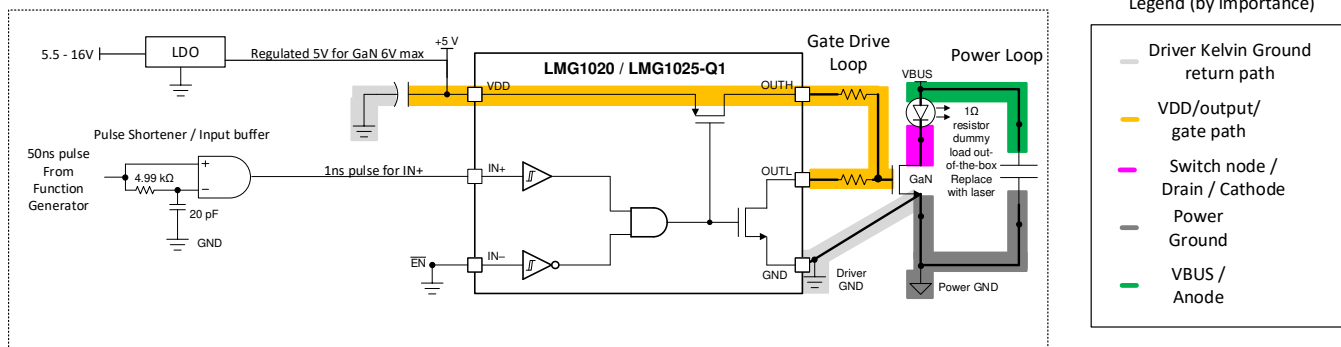 Legend (by importance)
5.5 - 16V
LDO
Regulated 5V for GaN 6V max
+5 V
LMG1020 / LMG1025-Q1
Gate Drive
Loop
Power Loop
VDD
OUTH
VBUS
1Ω
resistor
dummy
load out-
of-the-box
Replace
with laser
Pulse Shortener / Input buffer
50ns pulse
From
Function
Generator
4.99 kΩ
+
−
20 pF
GND
1ns pulse for IN+
IN+
OUTL
GaN
EN
IN−
GND
Driver
GND
Power GND
Driver Kelvin Ground
return path
VDD/output/
gate path
Switch node /
Drain / Cathode
Power
Ground
VBUS /
Anode